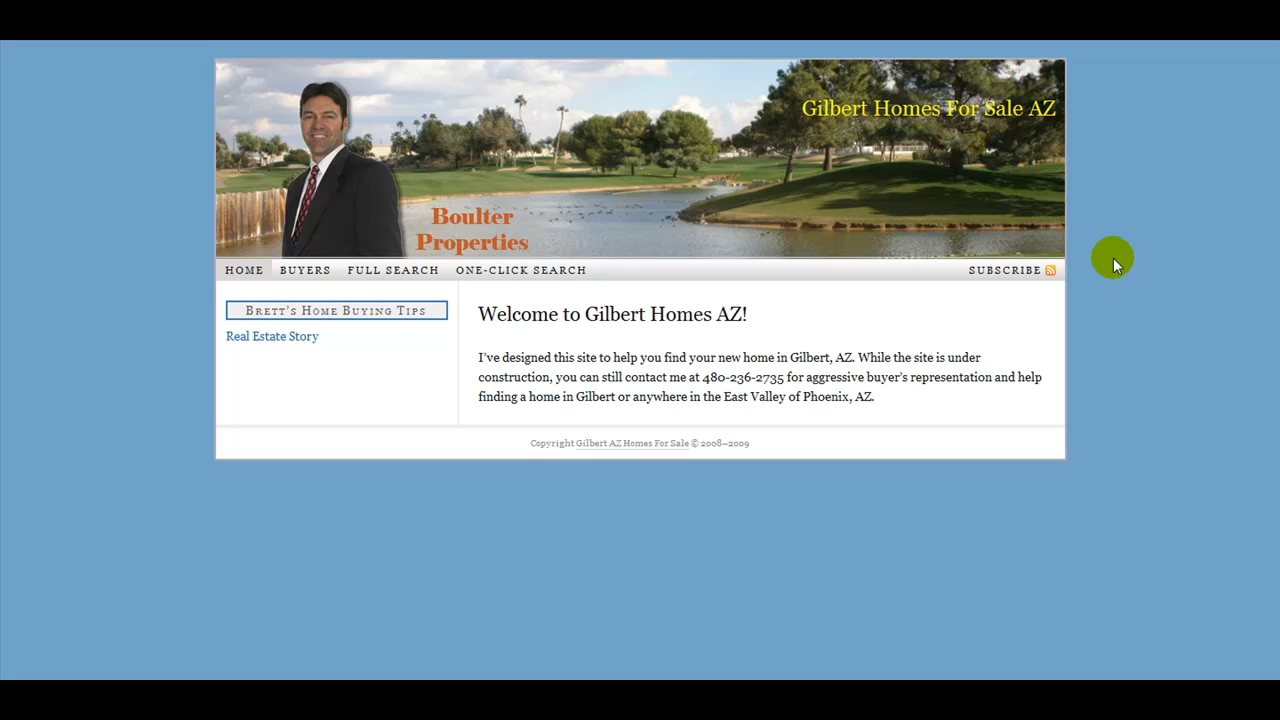 Gilbert Homes For Sale AZ
Boulter
Properties
HOME BUYERS FULL SEARCH ONE-CLICK SEARCH SUBSCRIBE
Brett's Home Buying Tips
Real Estate Story
Welcome to Gilbert Homes AZ!
I've designed this site to help you find your new home in Gilbert, AZ. While the site is under
construction, you can still contact me at 480-236-2735 for aggressive buyer's representation and help
finding a home in Gilbert or anywhere in the East Valley of Phoenix, AZ.
Copyright Gilbert AZ Homes For Sale © 2008–2009